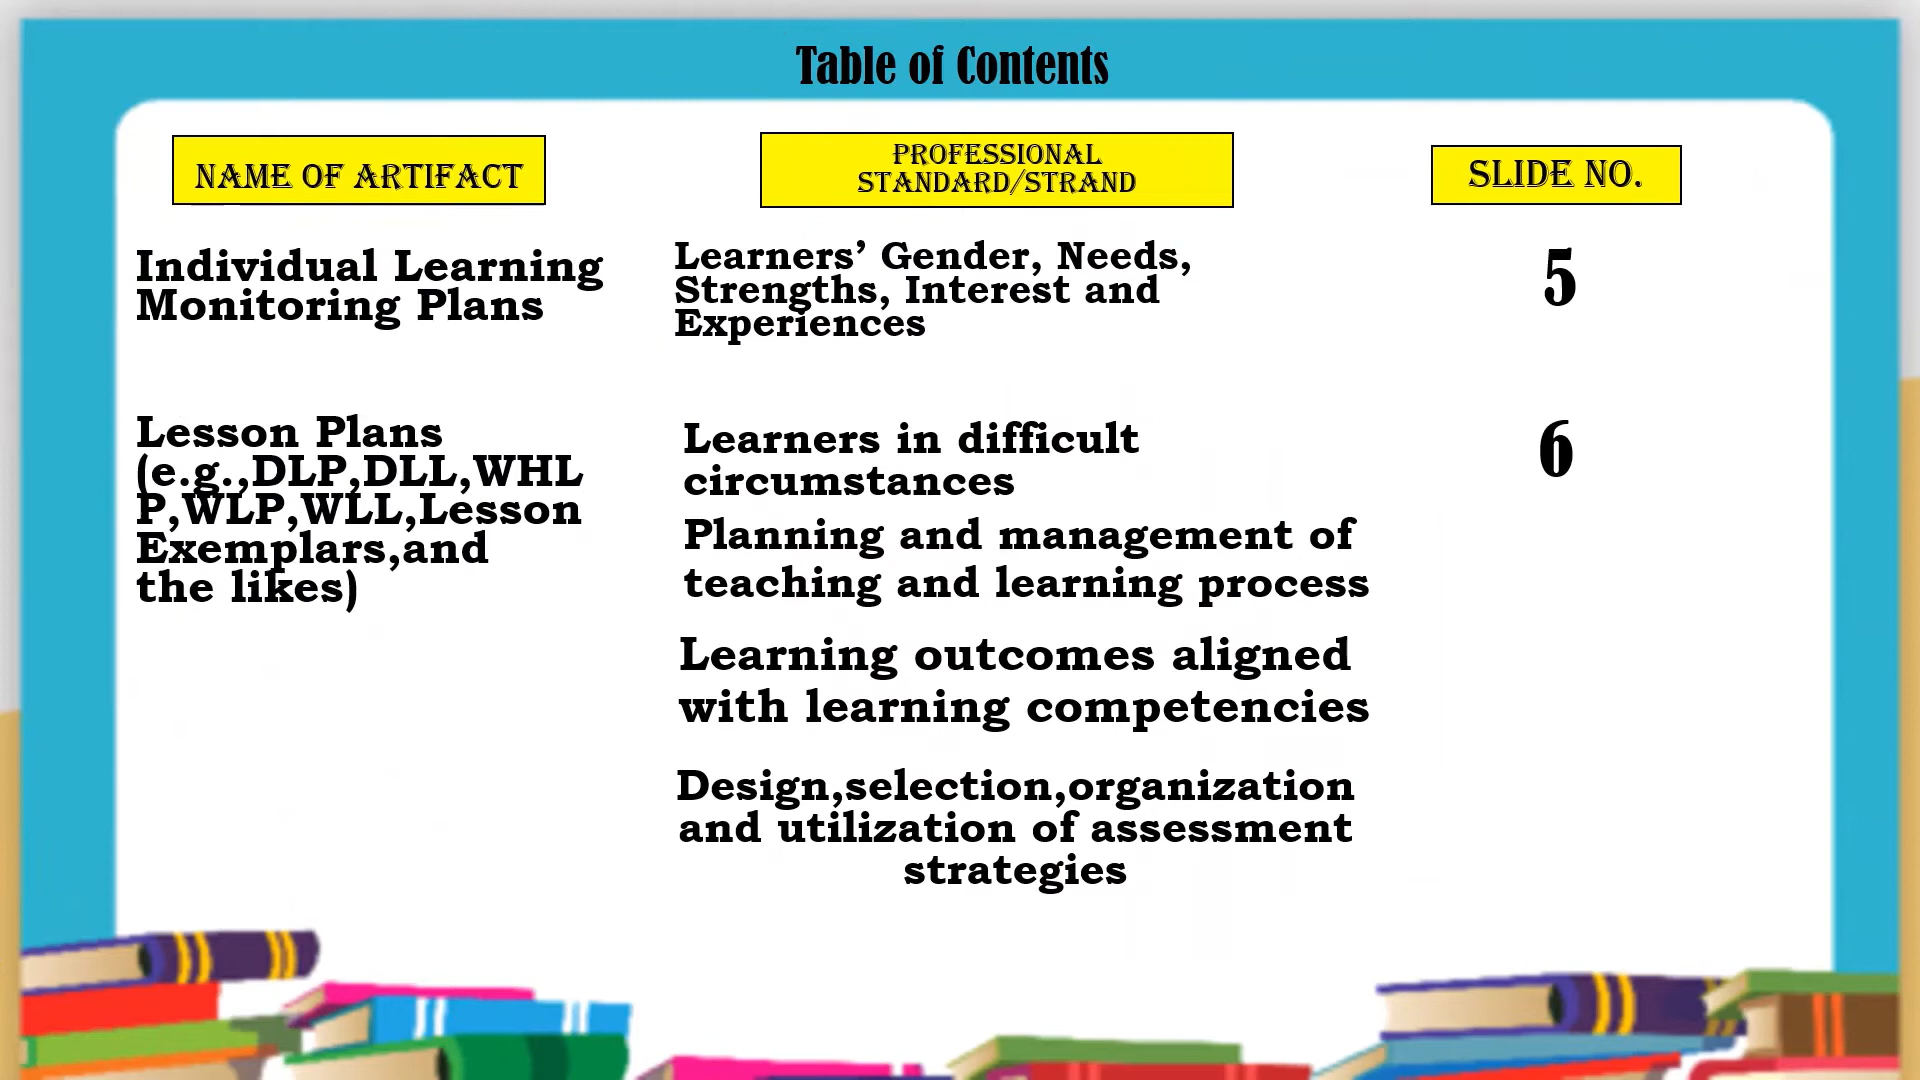 Table of Contents
NAME OF ARTIFACT
PROFESSIONAL
STANDARD/STRAND
SLIDE NO.
Individual Learning
Monitoring Plans
Learners’ Gender, Needs,
Strengths, Interest and
Experiences
5
Lesson Plans
(e.g.,DLP,DLL,WHL
P,WLP,WLL,Lesson
Exemplars,and
the likes)
Learners in difficult
circumstances
Planning and management of
teaching and learning process
Learning outcomes aligned
with learning competencies
Design,selection,organization
and utilization of assessment
strategies
6